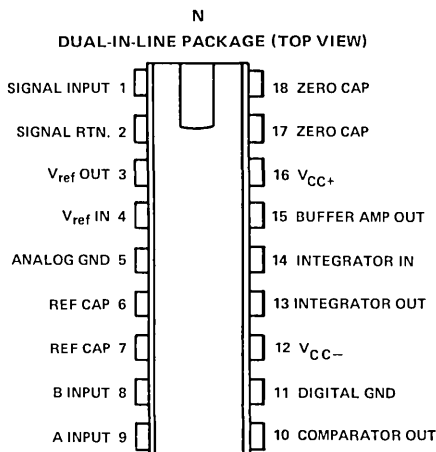 N
DUAL-IN-LINE PACKAGE (TOP VIEW)
SIGNAL INPUT 1
18 ZERO CAP
SIGNAL RTN. 2
17 ZERO CAP
Vref OUT 3
16 VCC+
Vref IN 4
15 BUFFER AMP OUT
ANALOG GND 5
14 INTEGRATOR IN
REF CAP 6
13 INTEGRATOR OUT
REF CAP 7
12 VCC−
B INPUT 8
11 DIGITAL GND
A INPUT 9
10 COMPARATOR OUT